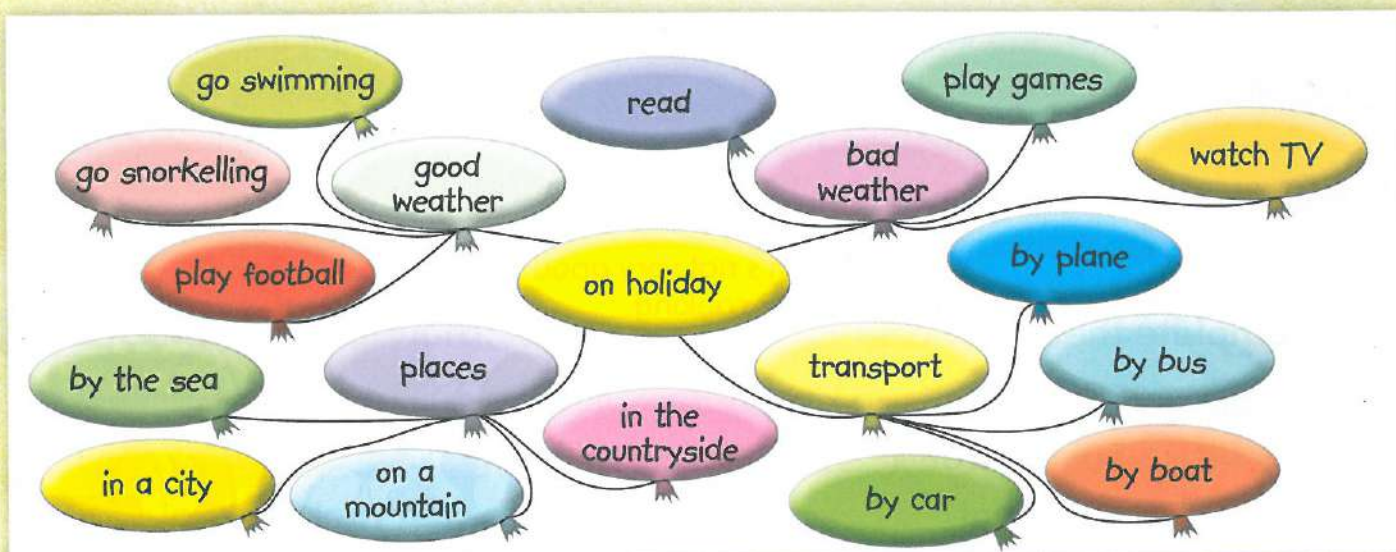 go swimming
read
play games
go snorkelling
good
weather
bad
weather
watch TV
play football
on holiday
by plane
by the sea
places
transport
by bus
in the
countryside
in a city
on a
mountain
by car
by boat